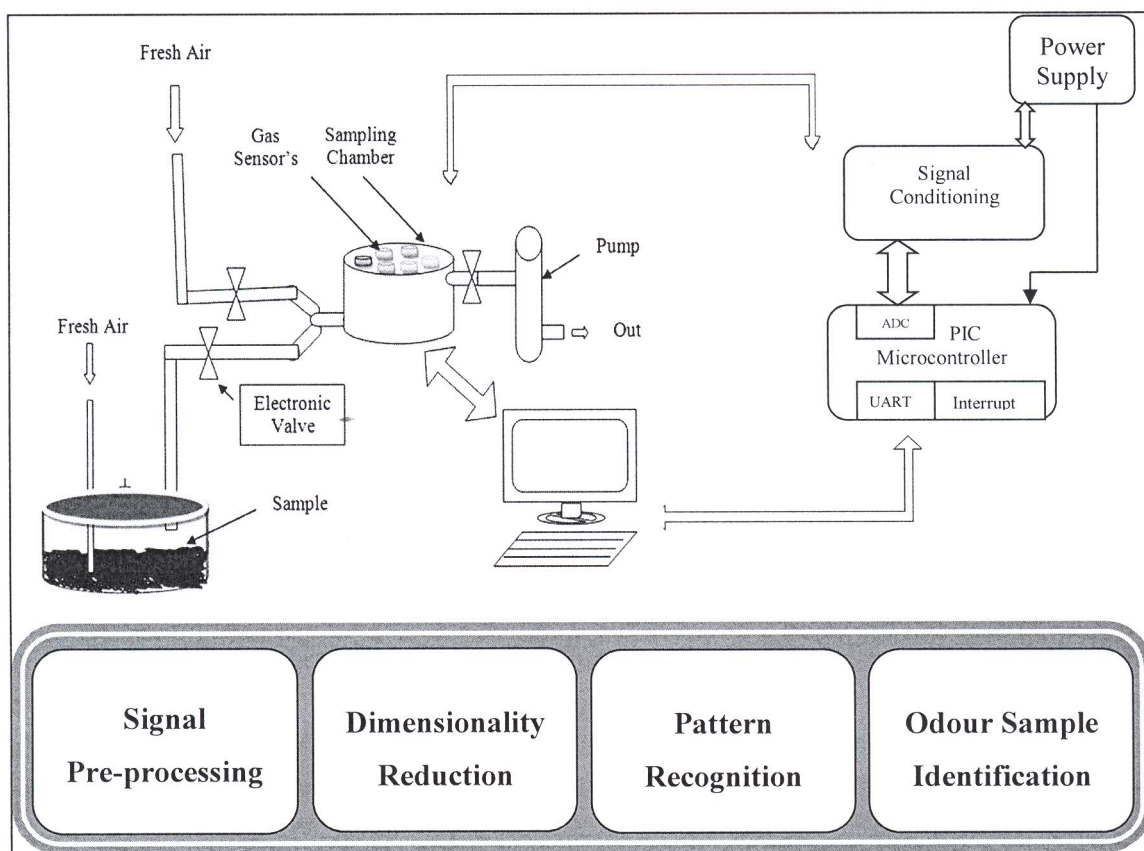 Fresh Air
Power
Supply
Gas
Sensor's
Sampling
Chamber
Signal
Conditioning
Pump
Fresh Air
Out
ADC
PIC
Microcontroller
Electronic
Valve
UART
Interrupt
Sample
Signal
Pre-processing
Dimensionality
Reduction
Pattern
Recognition
Odour Sample
Identification